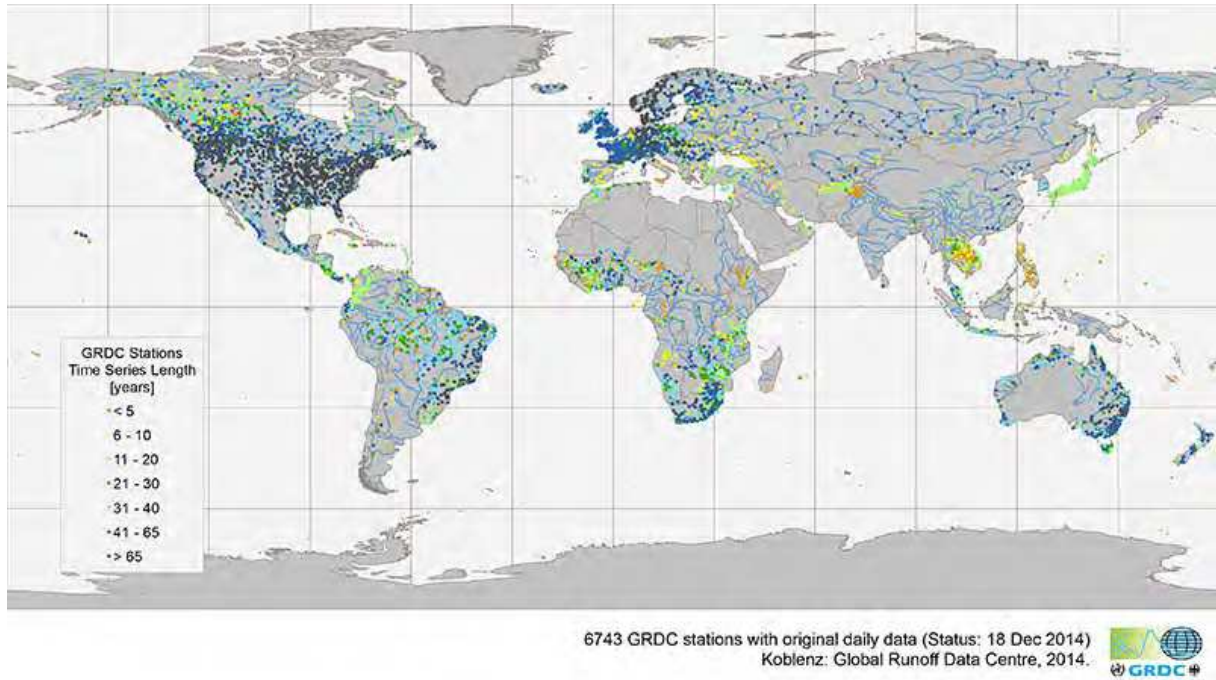 GRDC Stations
Time Series Length
[years]
< 5
6 - 10
11 - 20
21 - 30
31 - 40
41 - 65
> 65
6743 GRDC stations with original daily data (Status: 18 Dec 2014)
Koblenz: Global Runoff Data Centre, 2014.
GRDC